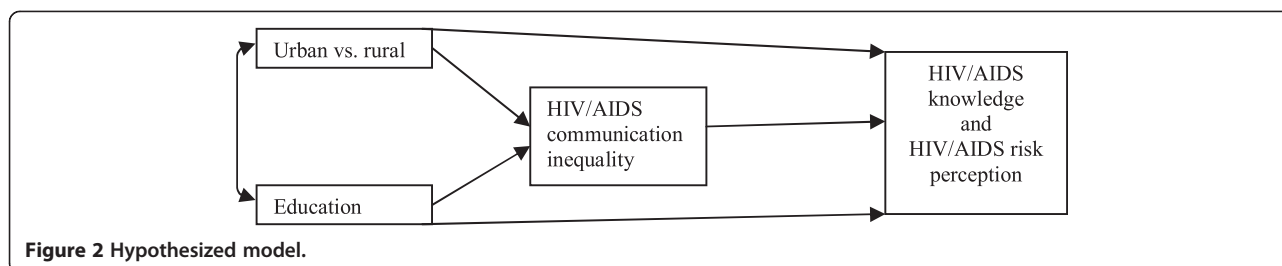 Urban vs. rural
HIV/AIDS
communication
inequality
HIV/AIDS
knowledge
and
HIV/AIDS risk
perception
Education
Figure 2 Hypothesized model.